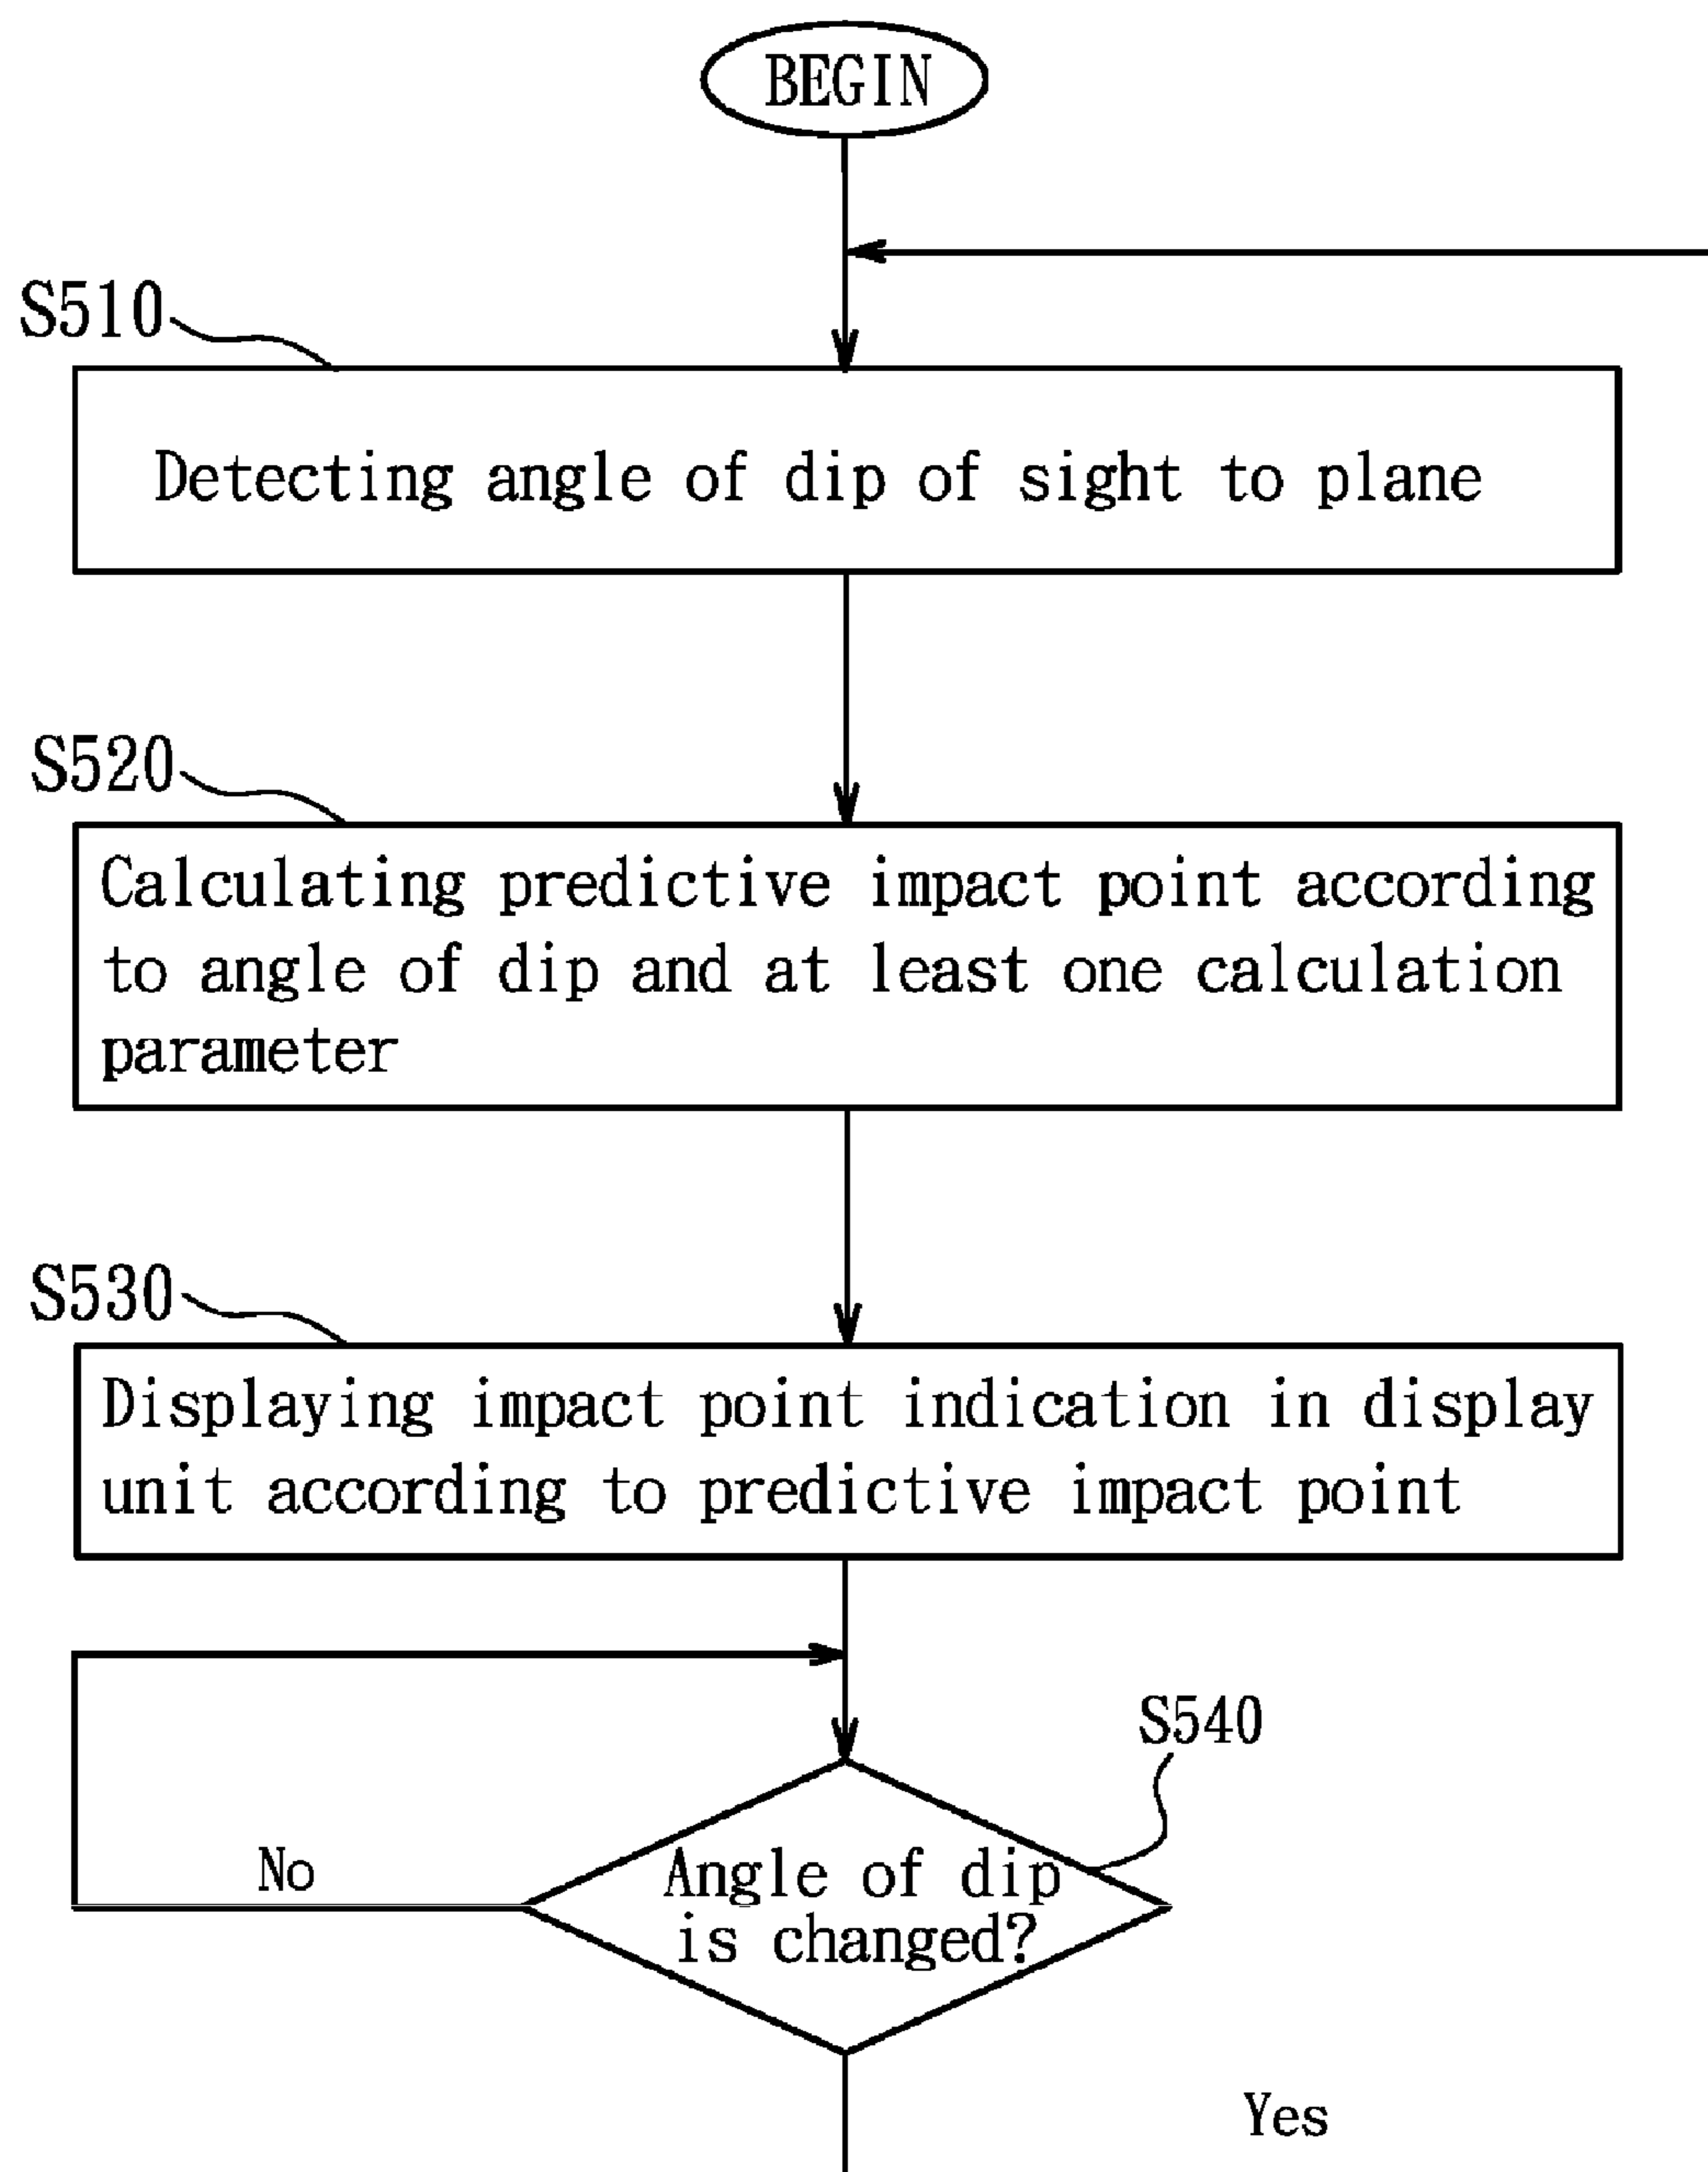 BEGIN
S510
Detecting angle of dip of sight to plane
S520
Calculating predictive impact point according
to angle of dip and at least one calculation
parameter
S530
Displaying impact point indication in display
unit according to predictive impact point
S540
No
Angle of dip
is changed?
Yes